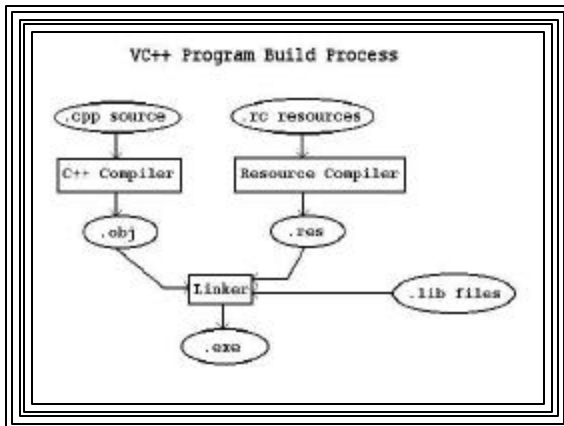 VC++ Program Build Process
.cpp source
.rc resources
C++ Compiler
Resource Compiler
.obj
.res
Linker
.lib files
.exe